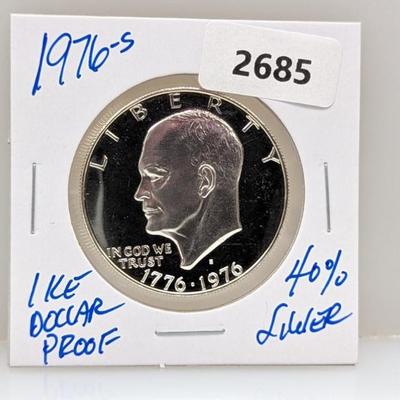 1976-S
2685
LIBERTY
IN GOD WE
TRUST
S
1776·1976
IKE
DOLLAR
PROOF
40%
SILVER